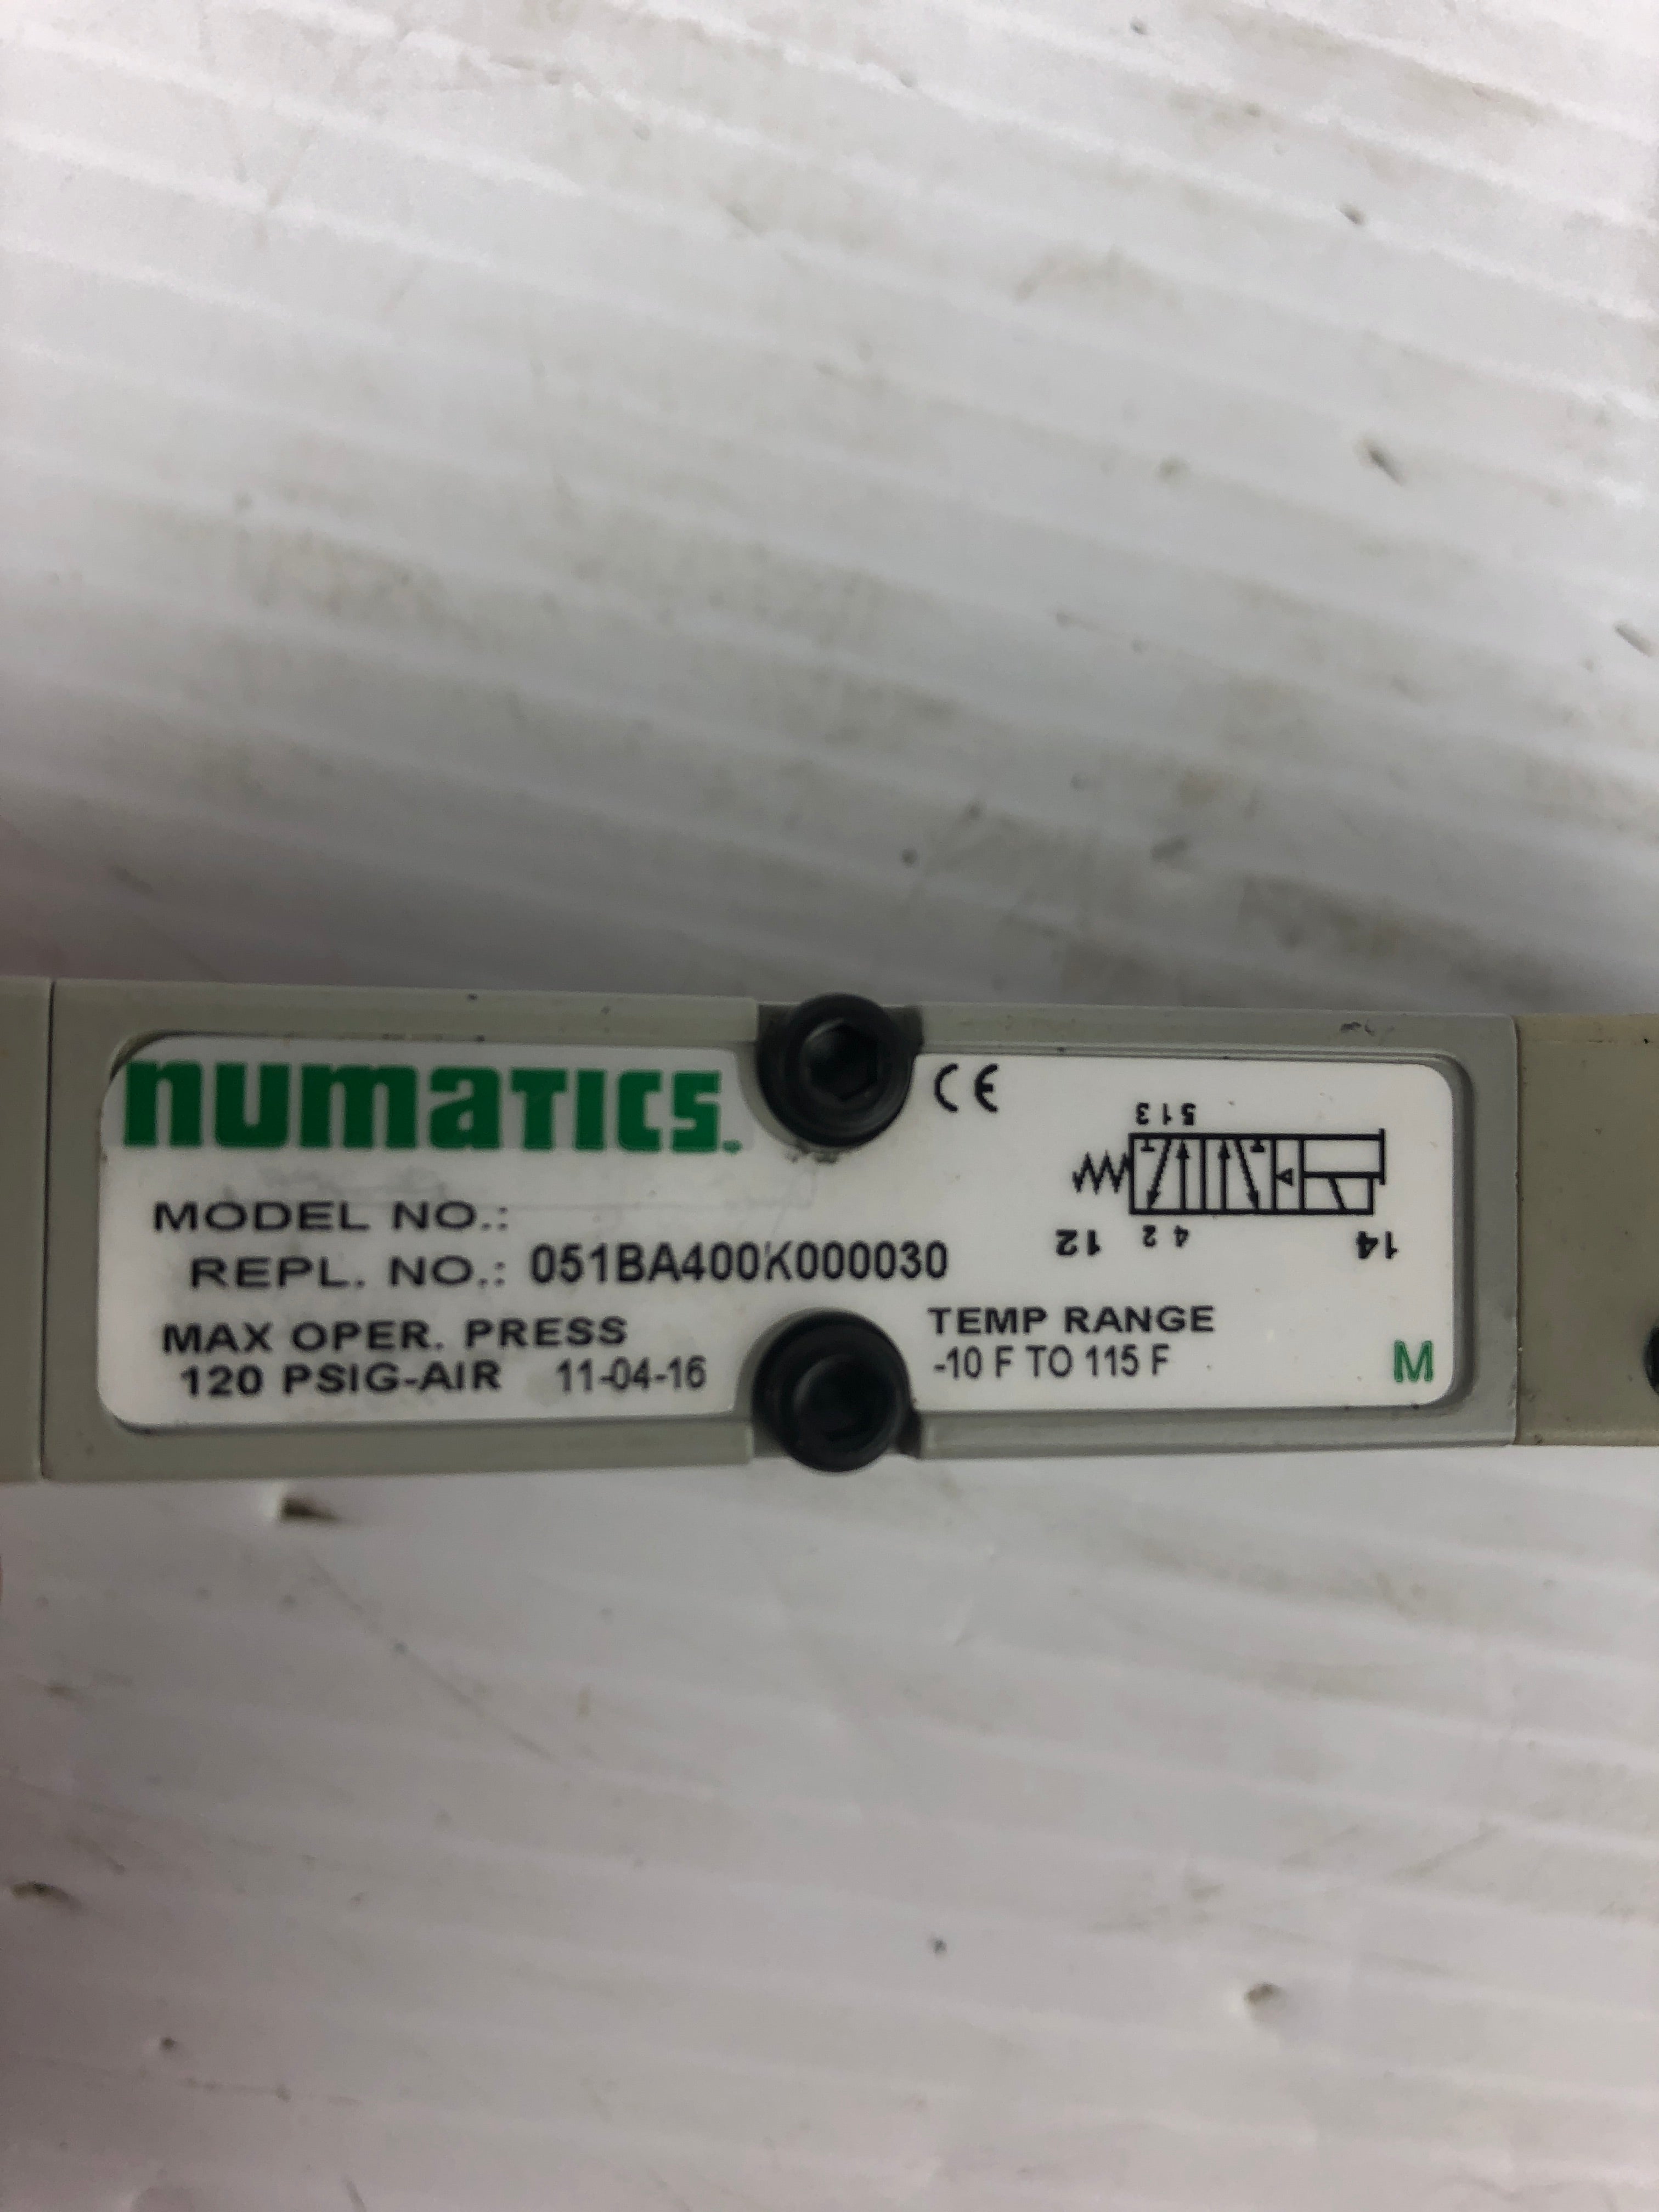 numatics
CE
MODEL NO.:
REPL. NO.: 051BA400K000030
MAX OPER. PRESS
120 PSIG-AIR 11-04-16
TEMP RANGE
-10 F TO 115 F
M
14
2 4
12
3 1 5